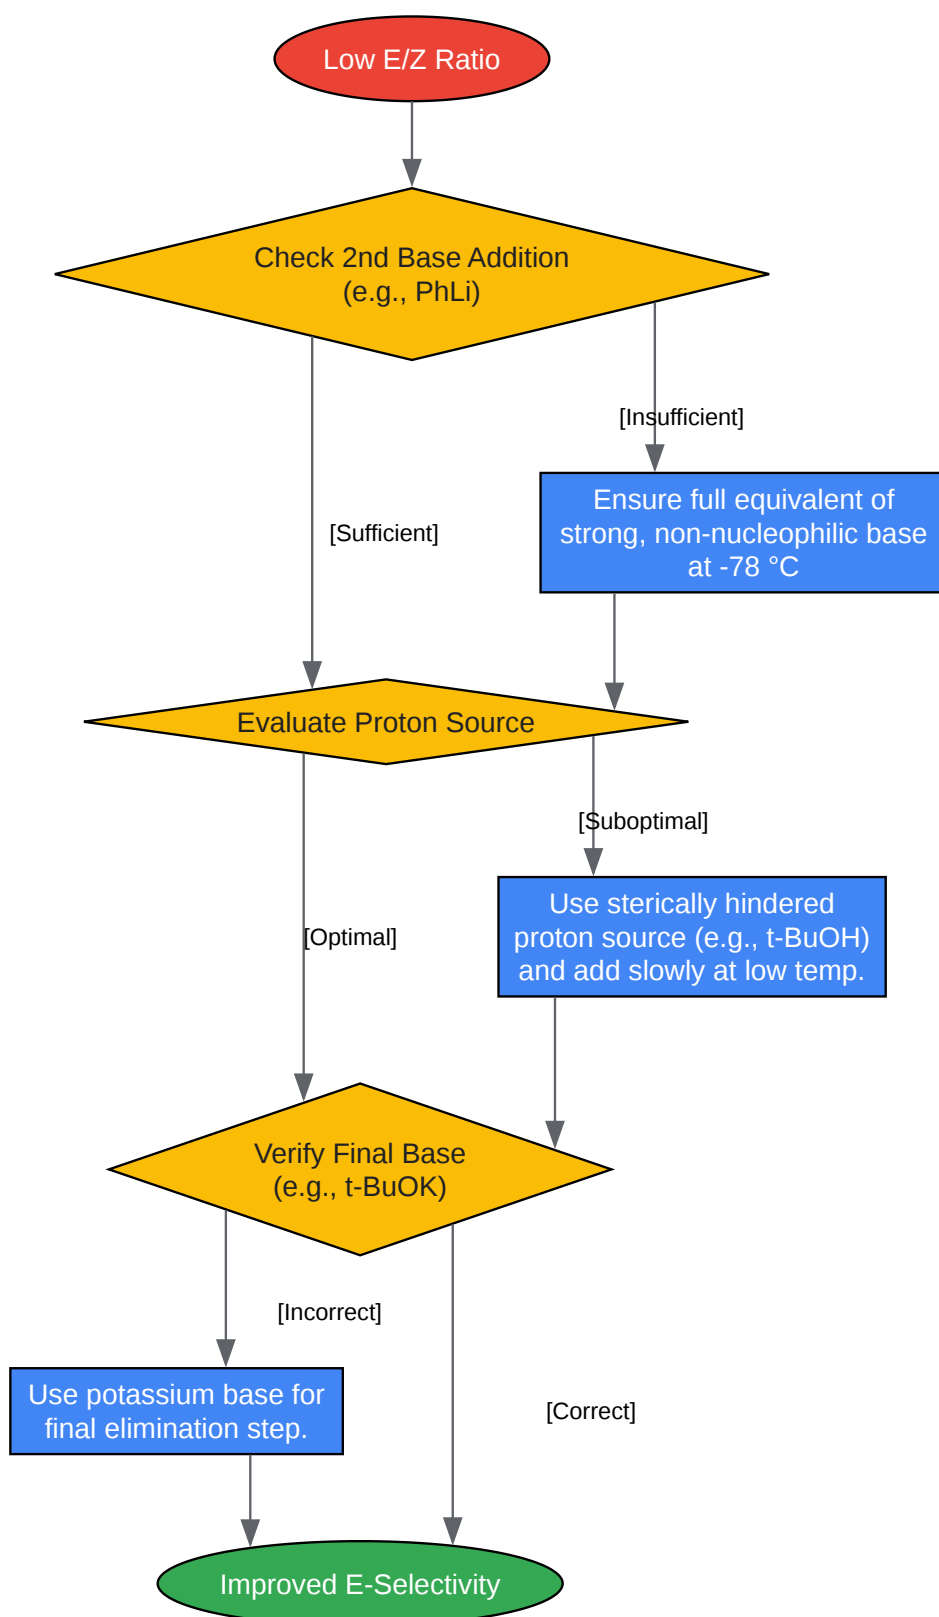 Low E/Z Ratio
Check 2nd Base Addition
(e.g., PhLi)
[Insufficient]
Ensure full equivalent of
strong, non-nucleophilic base
at -78 °C
[Sufficient]
Evaluate Proton Source
[Suboptimal]
Use sterically hindered
proton source (e.g., t-BuOH)
and add slowly at low temp.
[Optimal]
Verify Final Base
(e.g., t-BuOK)
[Incorrect]
Use potassium base for
final elimination step.
[Correct]
Improved E-Selectivity